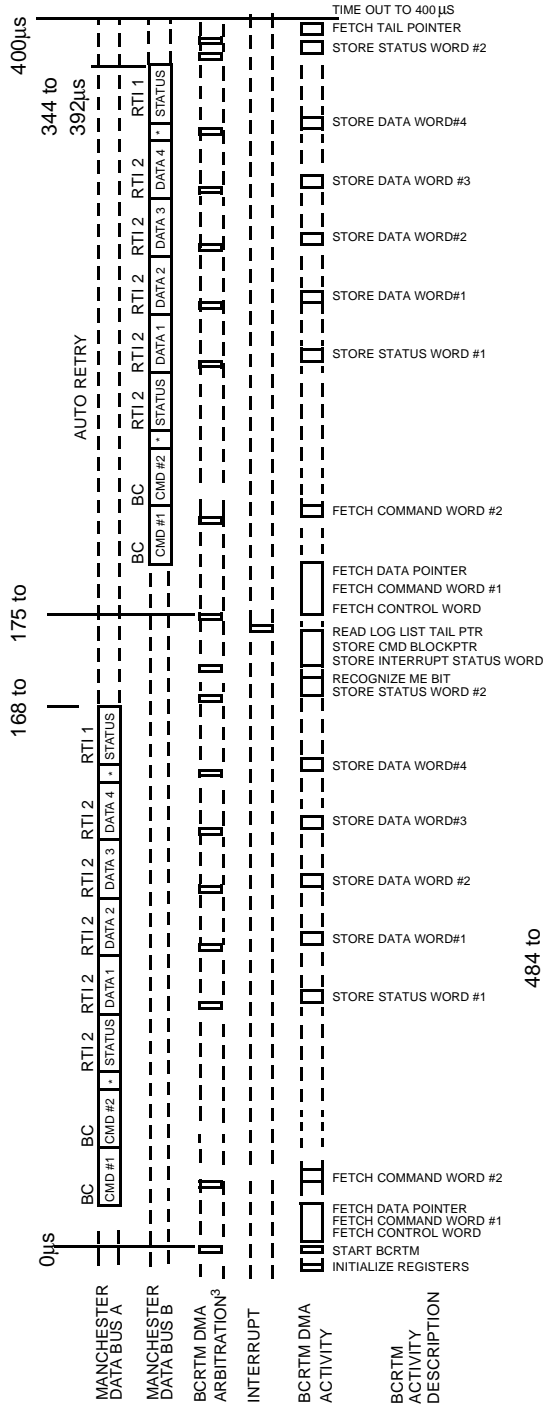 TIME OUT TO 400 µS
FETCH TAIL POINTER
STORE STATUS WORD #2
STORE DATA WORD#4
STORE DATA WORD #3
STORE DATA WORD#2
STORE DATA WORD#1
STORE STATUS WORD #1
FETCH COMMAND WORD #2
FETCH DATA POINTER
FETCH COMMAND WORD #1
FETCH CONTROL WORD
READ LOG LIST TAIL PTR
STORE CMD BLOCKPTR
STORE INTERRUPT STATUS WORD
RECOGNIZE ME BIT
STORE STATUS WORD #2
STORE DATA WORD#4
STORE DATA WORD#3
STORE DATA WORD #2
STORE DATA WORD#1
STORE STATUS WORD #1
FETCH COMMAND WORD #2
FETCH DATA POINTER
FETCH COMMAND WORD #1
FETCH CONTROL WORD
START BCRTM
INITIALIZE REGISTERS
0µs
168 to
175 to
344 to
392µs
400µs
484 to
AUTO RETRY
BC
BC
RTI 2
RTI 2
RTI 2
RTI 2
RTI 2
RTI 1
CMD #1
CMD #2
*
STATUS
DATA1
DATA 2
DATA 3
DATA 4
*
STATUS
BC
BC
RTI 2
RTI 2
RTI 2
RTI 2
RTI 2
RTI 1
CMD #1
CMD #2
*
STATUS
DATA 1
DATA 2
DATA 3
DATA 4
*
STATUS
MANCHESTER
DATA BUS A
MANCHESTER
DATA BUS B
BCRTM DMA
ARBITRATION3
INTERRUPT
BCRTM DMA
ACTIVITY
BCRTM
ACTIVITY
DESCRIPTION